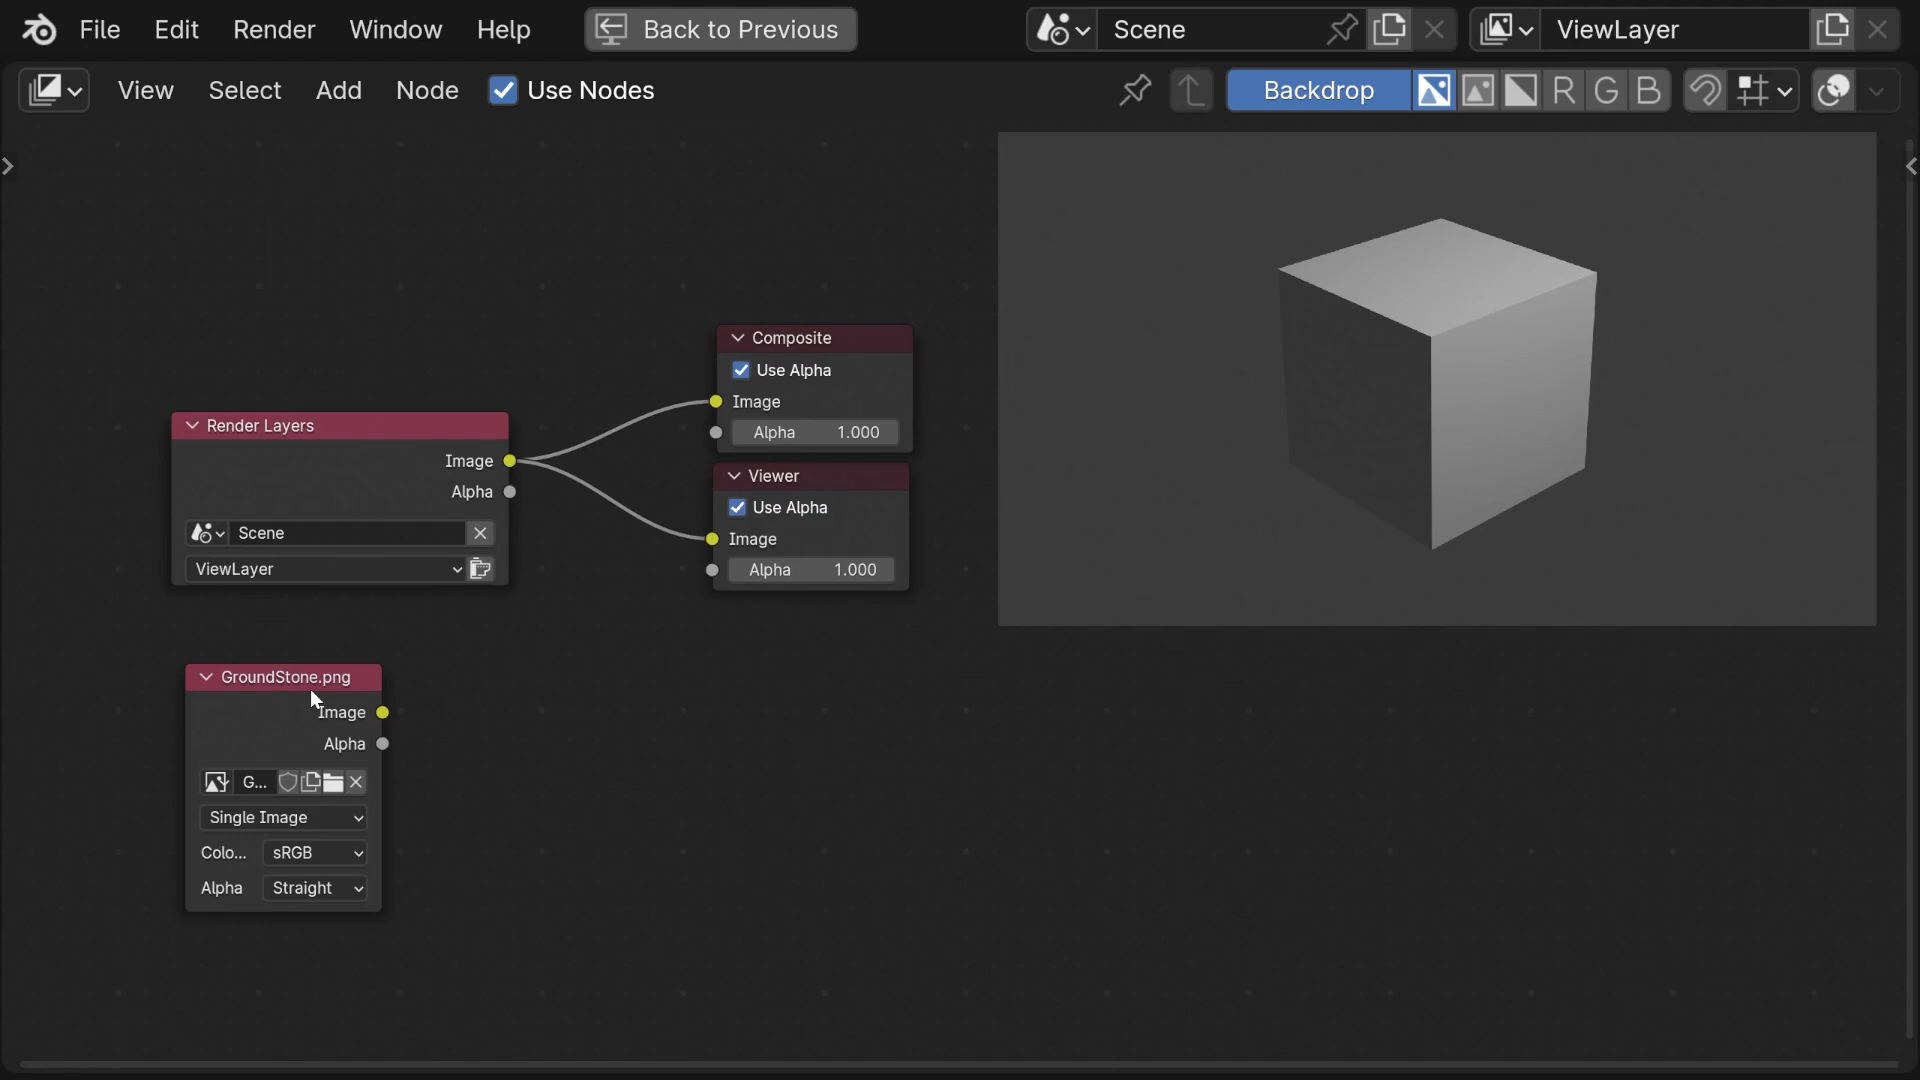 File Edit Render Window Help Back to Previous Scene ViewLayer
View Select Add Node Use Nodes Backdrop R G B
Composite
Use Alpha
Image
Alpha 1.000
Render Layers
Image
Alpha
Scene
ViewLayer
Viewer
Use Alpha
Image
Alpha 1.000
GroundStone.png
Image
Alpha
G...
Single Image
Colo... sRGB
Alpha Straight